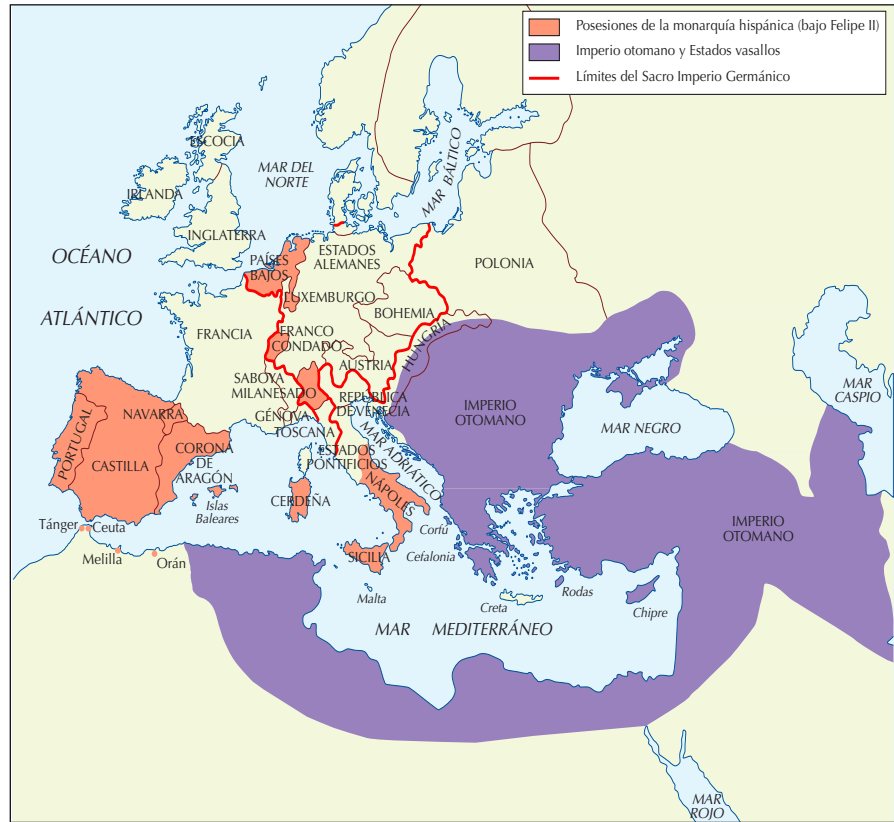 Posesiones de la monarquía hispánica (bajo Felipe II)
Imperio otomano y Estados vasallos
Límites del Sacro Imperio Germánico
ESCOCIA
MAR DEL
NORTE
MAR BÁLTICO
IRLANDA
INGLATERRA
OCÉANO
ATLÁNTICO
PAÍSES
BAJOS
ESTADOS
ALEMANES
POLONIA
LUXEMBURGO
BOHEMIA
FRANCIA
FRANCO
CONDADO
HUNGRIA
AUSTRIA
SABOYA
MILANESADO
REPÚBLICA
DE VENECIA
GÉNOVA
TOSCANA
IMPERIO
OTOMANO
MAR NEGRO
MAR
CASPIO
PORTUGAL
NAVARRA
CASTILLA
CORONA
DE
ARAGÓN
Islas
Baleares
ESTADOS
PONTIFICIOS
MAR ADRIÁTICO
NÁPOLES
CERDEÑA
Corfú
Cefalonia
SICILIA
IMPERIO
OTOMANO
Tánger
Ceuta
Melilla
Orán
Malta
Creta
Rodas
Chipre
MAR MEDITERRÁNEO
MAR
ROJO